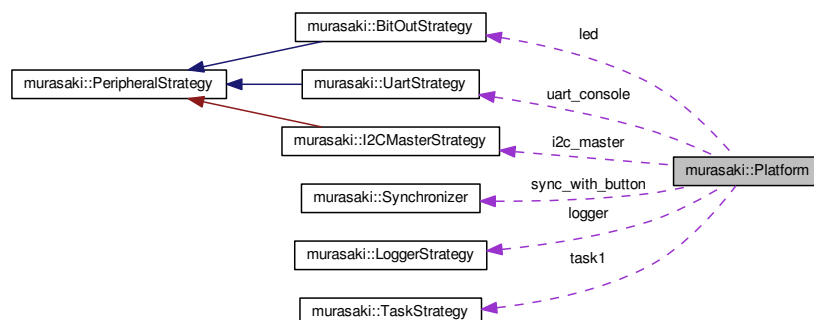 murasaki::BitOutStrategy
led
murasaki::PeripheralStrategy
murasaki::UartStrategy
uart_console
murasaki::I2CMasterStrategy
i2c_master
murasaki::Platform
murasaki::Synchronizer
sync_with_button
logger
murasaki::LoggerStrategy
task1
murasaki::TaskStrategy